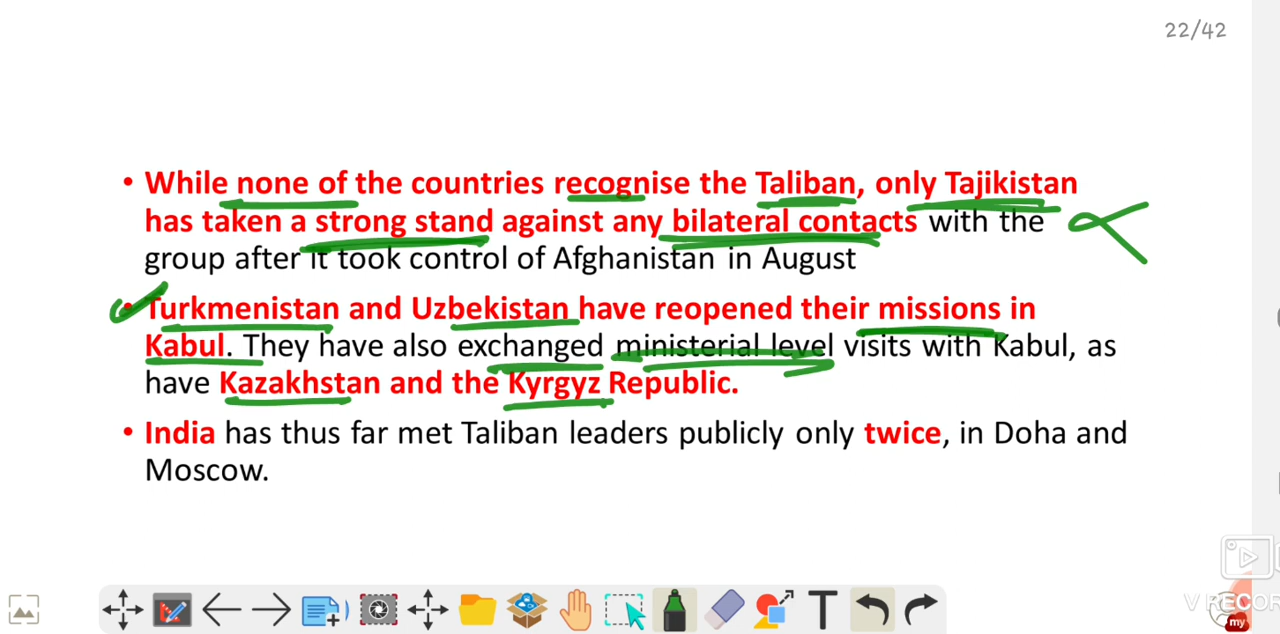 22/42
• While none of the countries recognise the Taliban, only Tajikistan
has taken a strong stand against any bilateral contacts with the
group after it took control of Afghanistan in August
• Turkmenistan and Uzbekistan have reopened their missions in
Kabul. They have also exchanged ministerial level visits with Kabul, as
have Kazakhstan and the Kyrgyz Republic.
• India has thus far met Taliban leaders publicly only twice, in Doha and
Moscow.
T
V RECOR
my